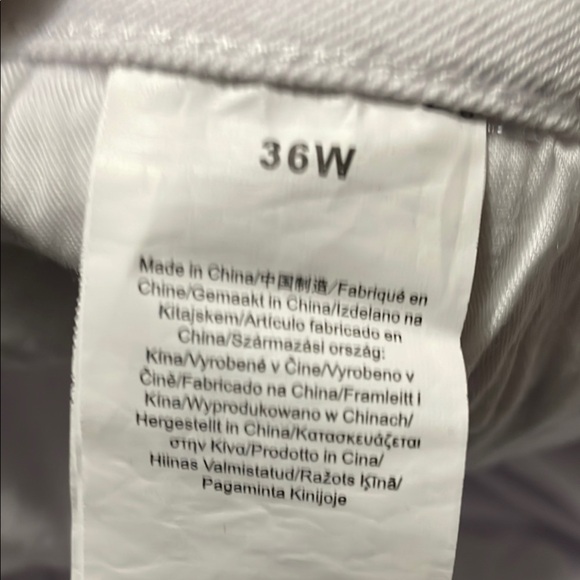 36W
Made in China/中国制造/Fabriqué en
China/Gemaakt in China/Izdelano na
Kitajskem/Artículo fabricado en
China/Származási ország:
Kína/Vyrobené v Číne/Vyrobeno v
Číně/Fabricado na China/Framleitt í
Kína/Wyprodukowano w Chinach/
Hergestellt in China/Κατασκευάζεται
στην Κίνα/Prodotto in Cina/
Hiinas Valmistatud/Ražots Ķīnā/
Pagaminta Kinijoje